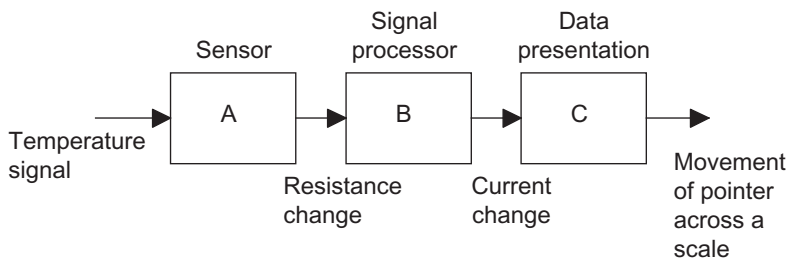 Sensor
Signal
processor
Data
presentation
A
B
C
Temperature
signal
Resistance
change
Current
change
Movement
of pointer
across a
scale